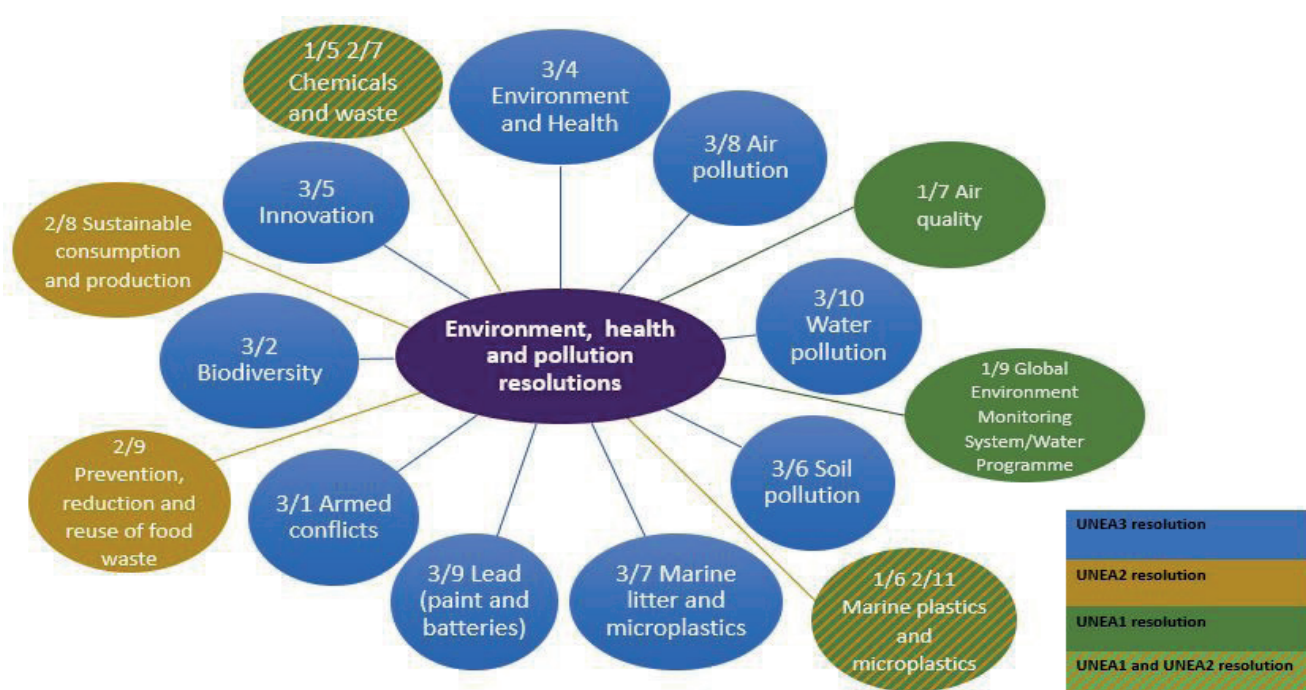 1/5 2/7
Chemicals
and waste
3/4
Environment
and Health
3/8 Air
pollution
3/5
Innovation
1/7 Air
quality
2/8 Sustainable
consumption
and production
3/10
Water
pollution
Environment, health
and pollution
resolutions
3/2
Biodiversity
1/9 Global
Environment
Monitoring
System/Water
Programme
2/9
Prevention,
reduction and
reuse of food
waste
3/6 Soil
pollution
3/1 Armed
conflicts
3/9 Lead
(paint and
batteries)
3/7 Marine
litter and
microplastics
1/6 2/11
Marine plastics
and
microplastics
UNEA3 resolution
UNEA2 resolution
UNEA1 resolution
UNEA1 and UNEA2 resolution